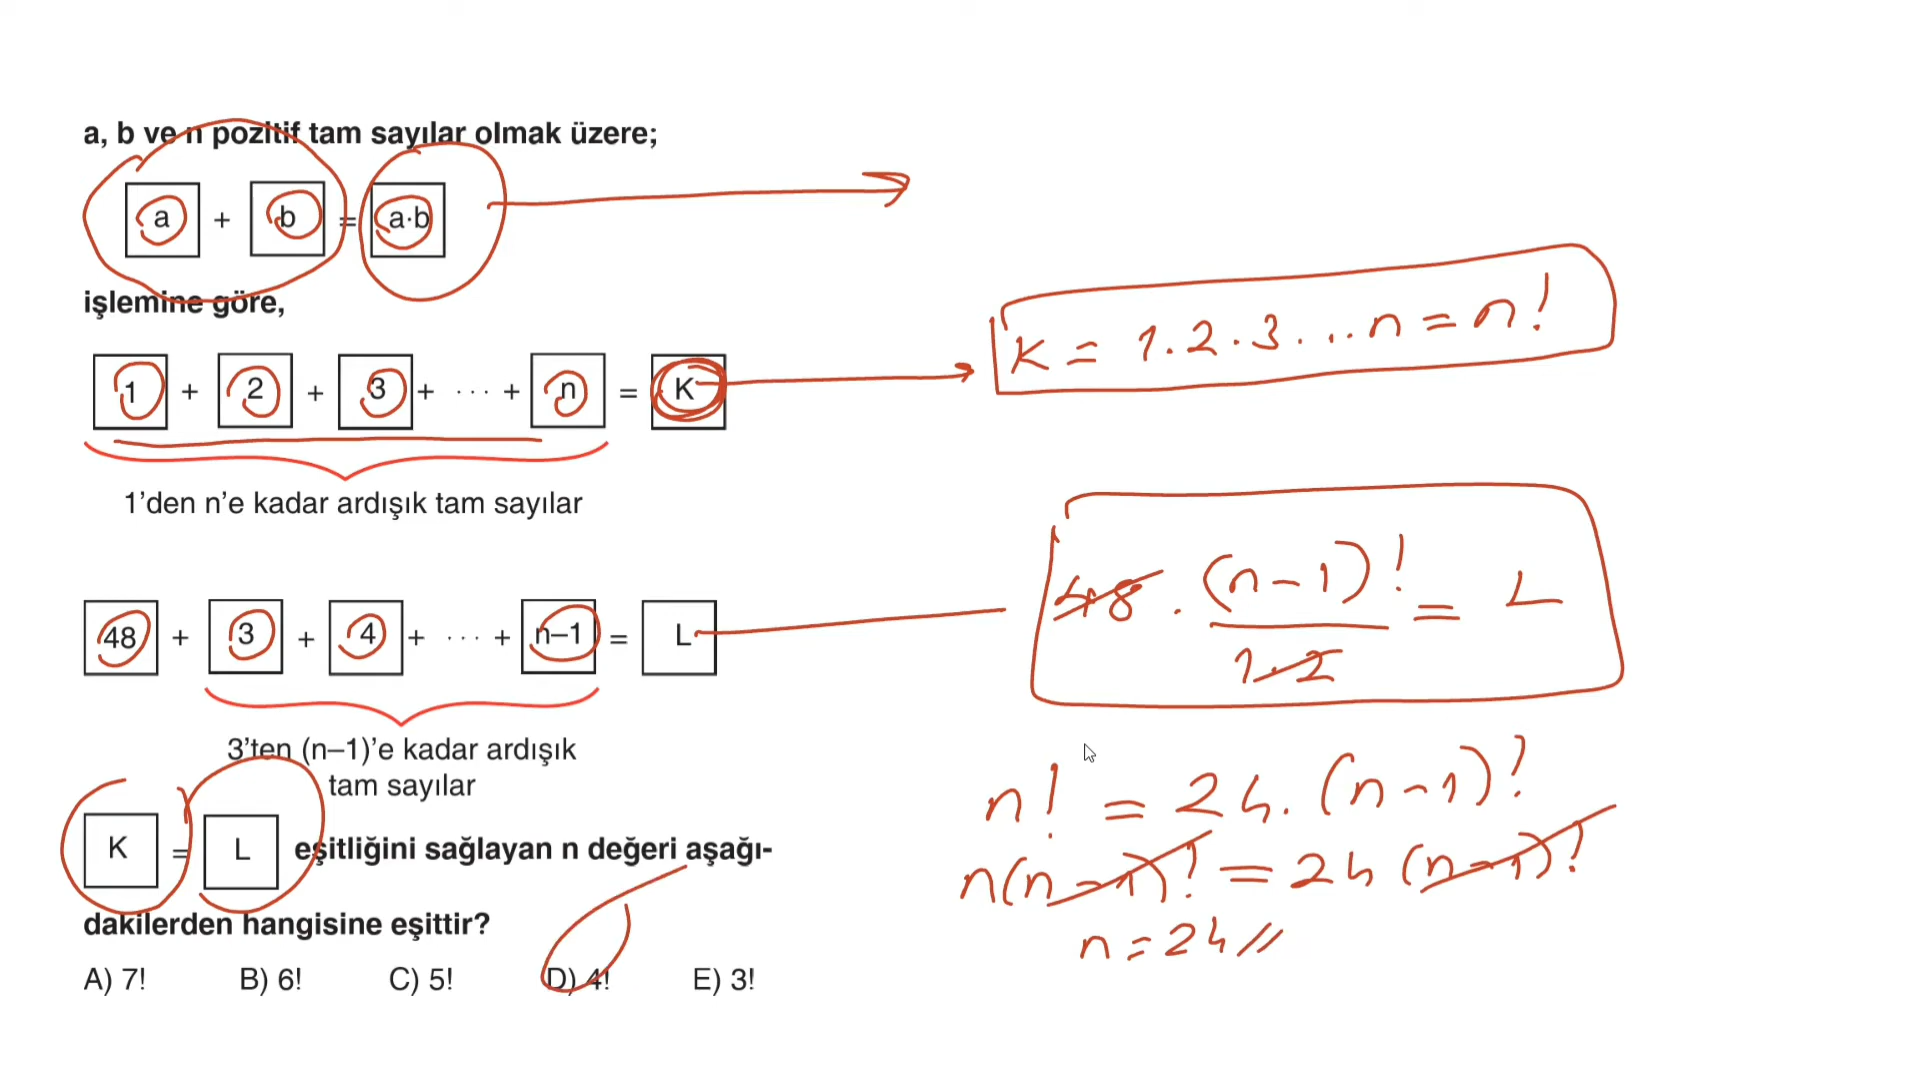 a, b ve n pozitif tam sayılar olmak üzere;
a + b = a·b
işlemine göre,
1 + 2 + 3 + ··· + n = K
1’den n’e kadar ardışık tam sayılar
48 + 3 + 4 + ··· + n–1 = L
3’ten (n–1)’e kadar ardışık
tam sayılar
K = L eşitliğini sağlayan n değeri aşağı-
dakilerden hangisine eşittir?
A) 7! B) 6! C) 5! D) 4! E) 3!
K = 1.2.3...n = n!
48 . (n-1)! = L
1.2
n! = 24.(n-1)!
n(n-1)! = 24(n-1)!
n = 24//